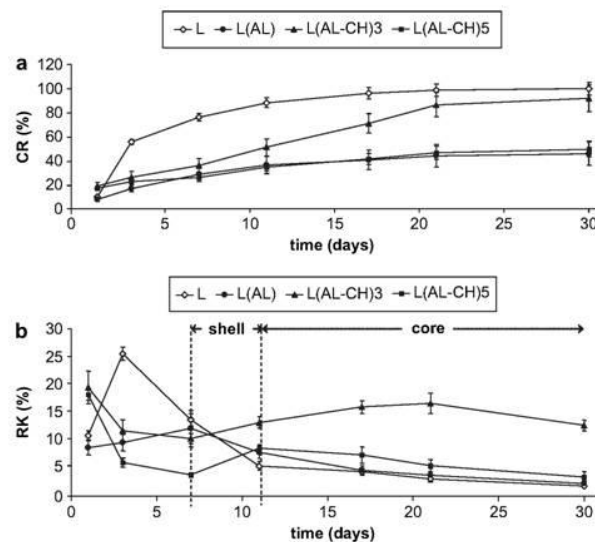 L L(AL) L(AL-CH)3 L(AL-CH)5
a
CR (%)
120
100
80
60
40
20
0
0 5 10 15 20 25 30
time (days)
L L(AL) L(AL-CH)3 L(AL-CH)5
b
shell core
RK (%)
30
25
20
15
10
5
0
0 5 10 15 20 25 30
time (days)